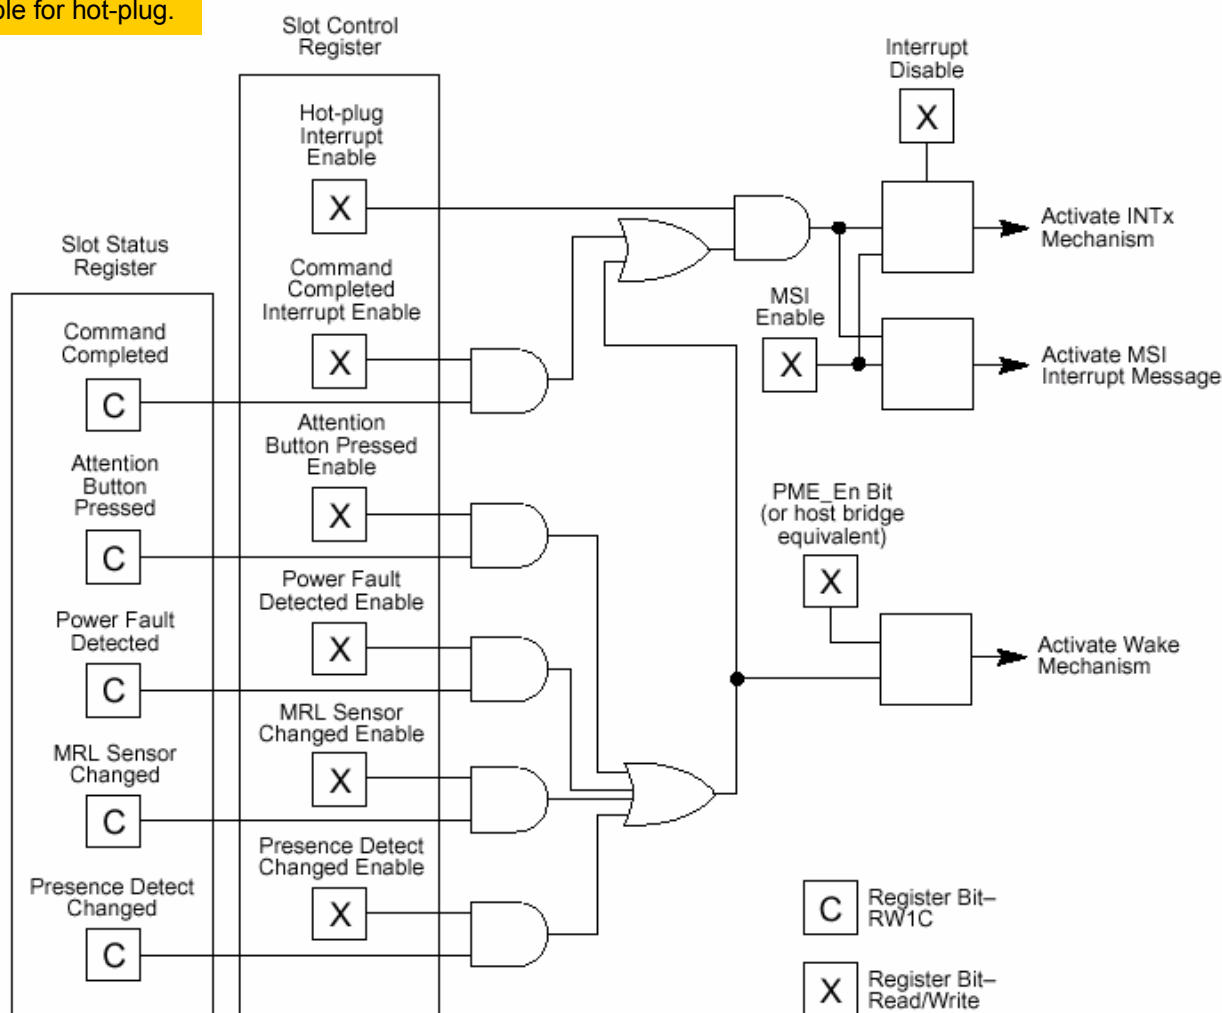 ble for hot-plug.
Slot Control
Register
Interrupt
Disable
X
Hot-plug
Interrupt
Enable
X
Activate INTx
Mechanism
Slot Status
Register
Command
Completed
Interrupt Enable
X
MSI
Enable
X
Activate MSI
Interrupt Message
Command
Completed
C
Attention
Button Pressed
Enable
X
Attention
Button
Pressed
C
PME_En Bit
(or host bridge
equivalent)
X
Power Fault
Detected Enable
X
Power Fault
Detected
C
Activate Wake
Mechanism
MRL Sensor
Changed Enable
X
MRL Sensor
Changed
C
Presence Detect
Changed Enable
X
Presence Detect
Changed
C
C
Register Bit–
RW1C
X
Register Bit–
Read/Write